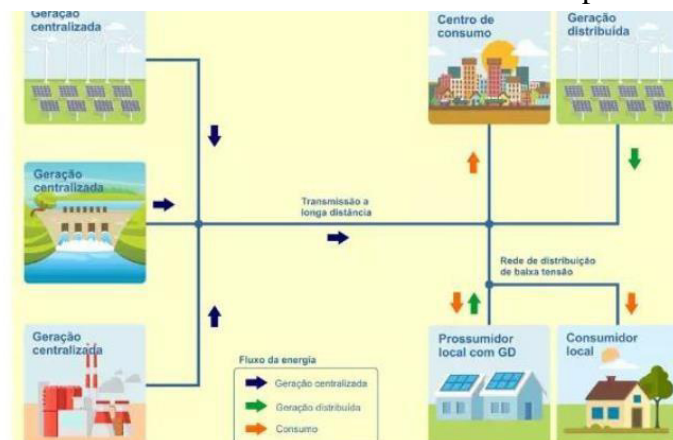 Geração
centralizada
Centro de
consumo
Geração
distribuída
Geração
centralizada
Transmissão a
longa distância
Rede de distribuição
de baixa tensão
Geração
centralizada
Fluxo da energia
Geração centralizada
Geração distribuída
Consumo
Prossumidor
local com GD
Consumidor
local